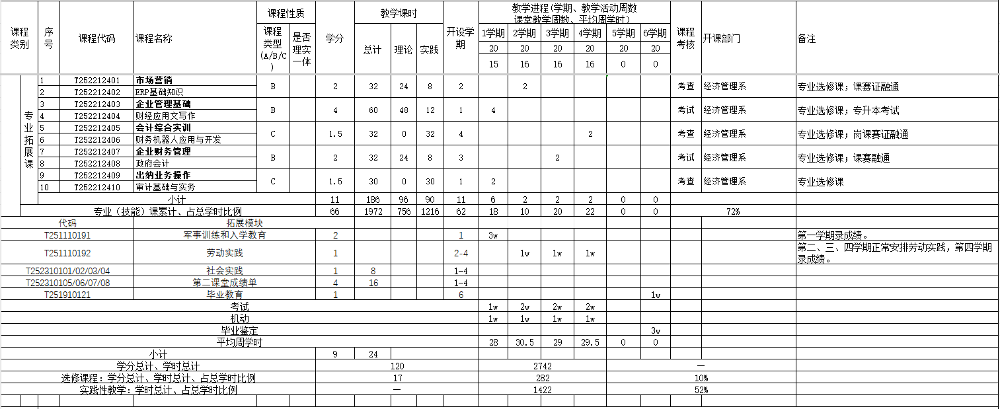 课程类别 序号 课程代码 课程名称 课程性质 学分 教学课时 开设学期 教学进程(学期、教学活动周数 课堂教学周数、平均周学时) 课程考核 开课部门 备注
课程类型(A/B/C) 是否理实一体 总计 理论 实践 1学期 2学期 3学期 4学期 5学期 6学期
20 20 20 20 20 20
15 16 16 16 0 0
专业拓展课
1 T252212401 市场营销 B 2 32 24 8 2 2 考查 经济管理系 专业选修课；课赛证融通
2 T252212402 ERP基础知识
3 T252212403 企业管理基础 B 4 60 48 12 1 4 考试 经济管理系 专业选修课；专升本考试
4 T252212404 财经应用文写作
5 T252212405 会计综合实训 C 1.5 32 0 32 4 2 考查 经济管理系 专业选修课；岗课赛证融通
6 T252212406 财务机器人应用与开发
7 T252212407 企业财务管理 B 2 32 24 8 3 2 考试 经济管理系 专业选修课；课赛融通
8 T252212408 政府会计
9 T252212409 出纳业务操作 C 1.5 30 0 30 1 2 考查 经济管理系 专业选修课
10 T252212410 审计基础与实务
小计 11 186 96 90 11 6 2 2 2 0 0
专业（技能）课累计、占总学时比例 66 1972 756 1216 62 18 10 20 22 0 0 72%
代码 拓展模块
T251110191 军事训练和入学教育 2 1 3w 第一学期录成绩。
T251110192 劳动实践 1 2-4 1w 1w 1w 第二、三、四学期正常安排劳动实践，第四学期
录成绩。
T252310101/02/03/04 社会实践 1 8 1-4
T252310105/06/07/08 第二课堂成绩单 4 16 1-4
T251910121 毕业教育 1 6 1w
考试 1w 2w 2w 2w
机动 1w 1w 1w 1w
毕业鉴定 3w
平均周学时 28 30.5 29 29.5 0 0
小计 9 24
学分总计、学时总计 120 2742 —
选修课程：学分总计、学时总计、占总学时比例 17 282 10%
实践性教学：学时总计、占总学时比例 — 1422 52%